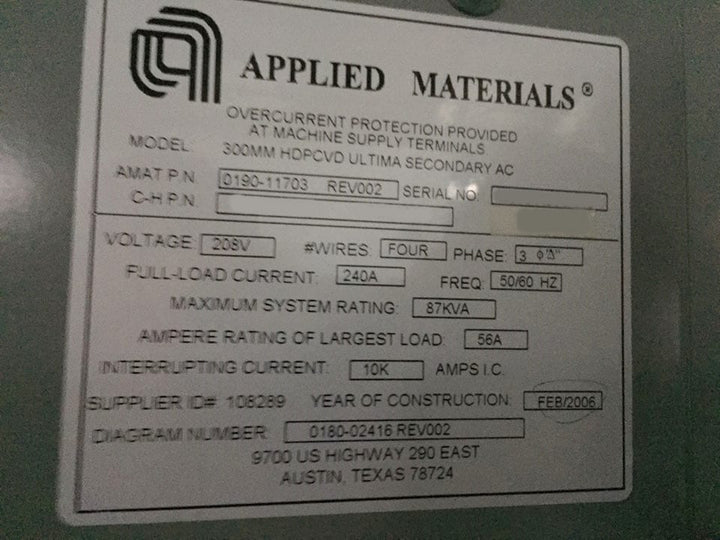 APPLIED MATERIALS®
OVERCURRENT PROTECTION PROVIDED
AT MACHINE SUPPLY TERMINALS
MODEL: 300MM HDPCVD ULTIMA SECONDARY AC
AMAT P.N. 0190-11703 REV002 SERIAL NO.
C-H P.N.
VOLTAGE: 208V #WIRES: FOUR PHASE: 3
FULL-LOAD CURRENT: 240A FREQ: 50/60 HZ
MAXIMUM SYSTEM RATING: 87KVA
AMPERE RATING OF LARGEST LOAD: 56A
INTERRUPTING CURRENT: 10K AMPS I.C.
SUPPLIER ID#: 108289 YEAR OF CONSTRUCTION: FEB/2006
DIAGRAM NUMBER: 0180-02416 REV002
9700 US HIGHWAY 290 EAST
AUSTIN, TEXAS 78724